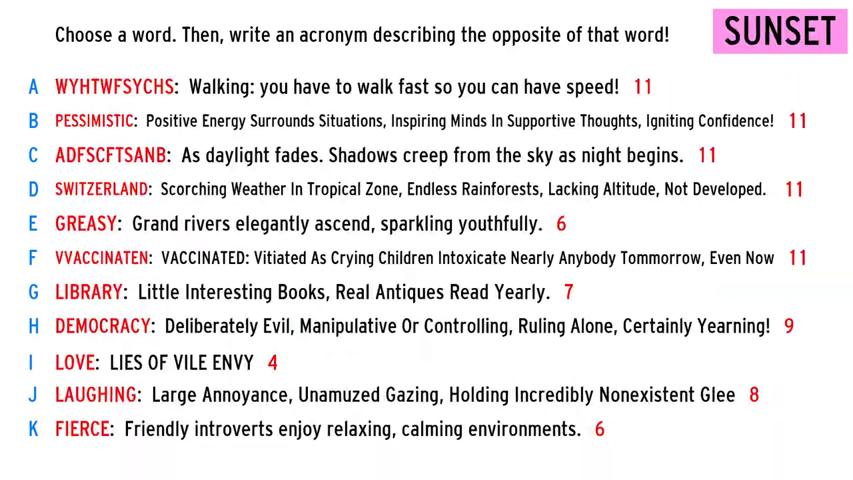 Choose a word. Then, write an acronym describing the opposite of that word!
SUNSET
A WYHTWFSYCHS: Walking: you have to walk fast so you can have speed! 11
B PESSIMISTIC: Positive Energy Surrounds Situations, Inspiring Minds In Supportive Thoughts, Igniting Confidence! 11
C ADFSCFTSANB: As daylight fades. Shadows creep from the sky as night begins. 11
D SWITZERLAND: Scorching Weather In Tropical Zone, Endless Rainforests, Lacking Altitude, Not Developed. 11
E GREASY: Grand rivers elegantly ascend, sparkling youthfully. 6
F VVACCINATEN: VACCINATED: Vitiated As Crying Children Intoxicate Nearly Anybody Tommorrow, Even Now 11
G LIBRARY: Little Interesting Books, Real Antiques Read Yearly. 7
H DEMOCRACY: Deliberately Evil, Manipulative Or Controlling, Ruling Alone, Certainly Yearning! 9
I LOVE: LIES OF VILE ENVY 4
J LAUGHING: Large Annoyance, Unamuzed Gazing, Holding Incredibly Nonexistent Glee 8
K FIERCE: Friendly introverts enjoy relaxing, calming environments. 6